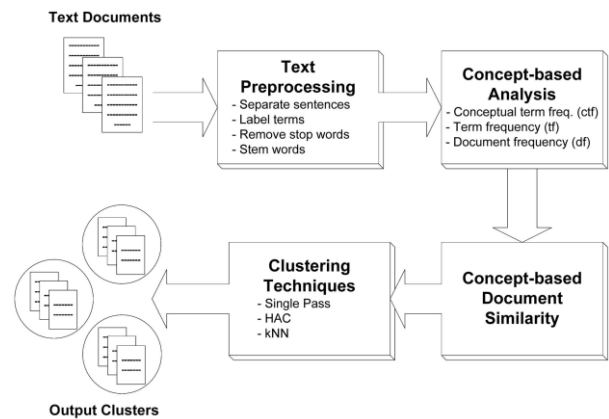 Text Documents
Text
Preprocessing
- Separate sentences
- Label terms
- Remove stop words
- Stem words
Concept-based
Analysis
- Conceptual term freq. (ctf)
- Term frequency (tf)
- Document frequency (df)
Concept-based
Document
Similarity
Clustering
Techniques
- Single Pass
- HAC
- kNN
Output Clusters